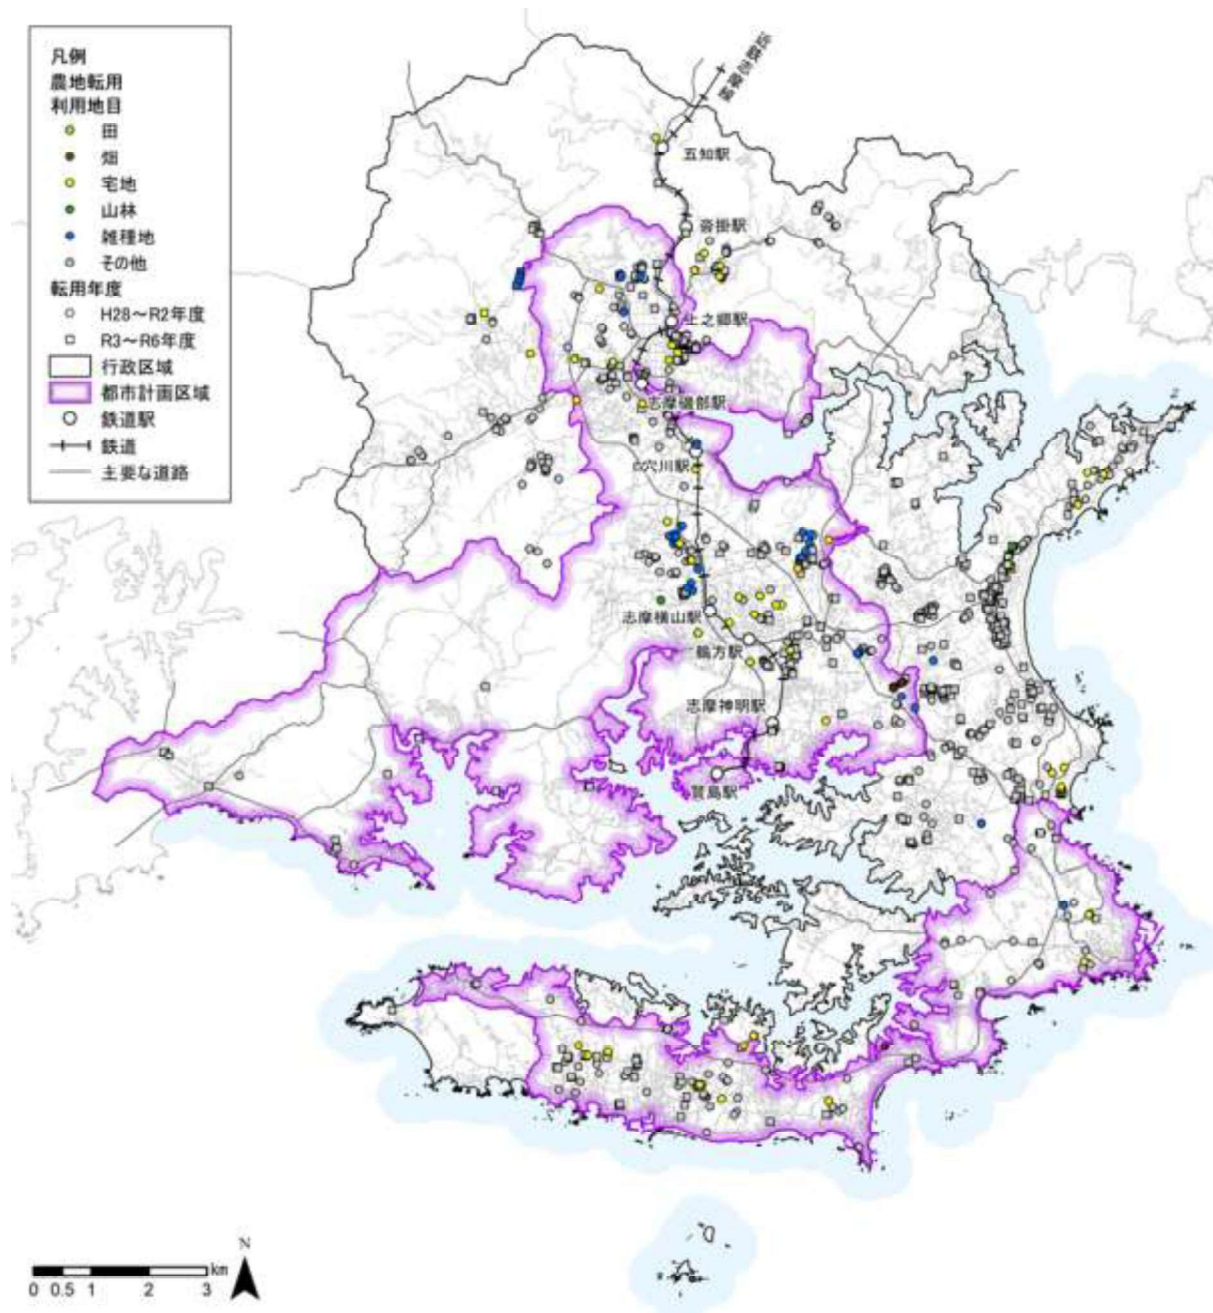 凡例
農地転用
利用地目
田
畑
宅地
山林
雑種地
その他
転用年度
H28～R2年度
R3～R6年度
行政区域
都市計画区域
鉄道駅
鉄道
主要な道路
近鉄志摩線
五知駅
沓掛駅
上之郷駅
志摩磯部駅
穴川駅
志摩横山駅
鵜方駅
志摩神明駅
賢島駅
N
km
0 0.5 1 2 3